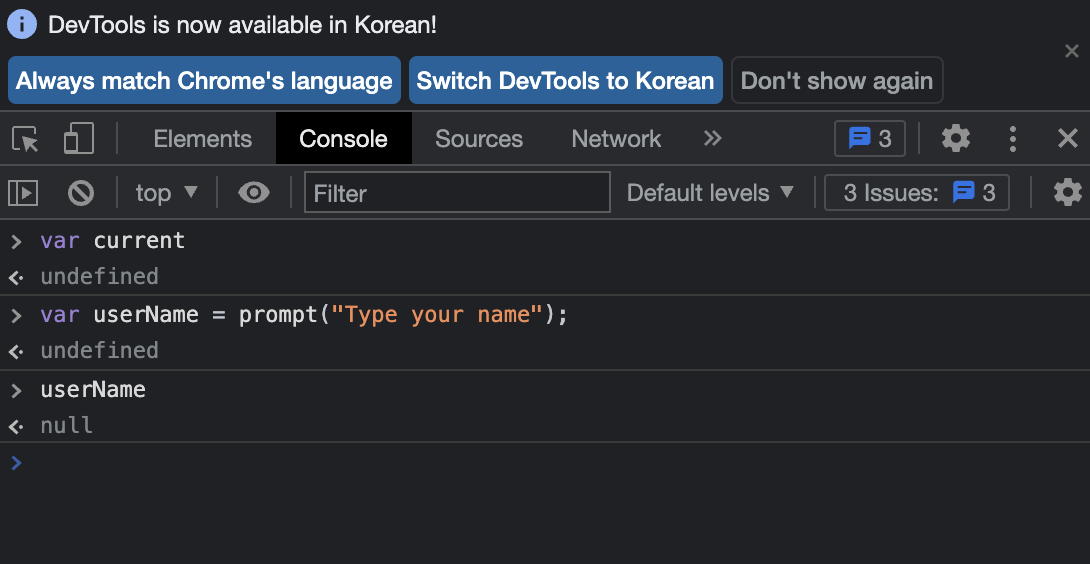 DevTools is now available in Korean!
Always match Chrome's language Switch DevTools to Korean Don't show again
Elements Console Sources Network 3
top Filter Default levels 3 Issues: 3
var current
undefined
var userName = prompt("Type your name");
undefined
userName
null